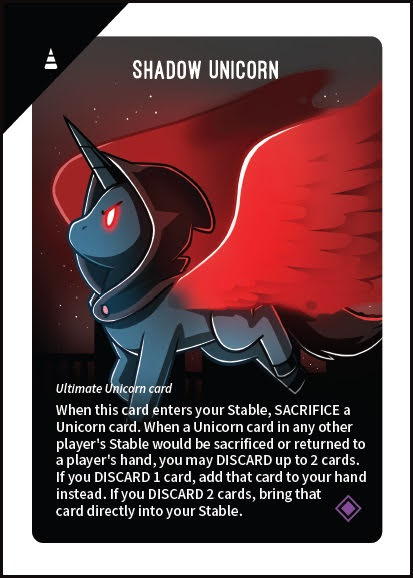 SHADOW UNICORN
Ultimate Unicorn card
When this card enters your Stable, SACRIFICE a
Unicorn card. When a Unicorn card in any other
player's Stable would be sacrificed or returned to
a player's hand, you may DISCARD up to 2 cards.
If you DISCARD 1 card, add that card to your hand
instead. If you DISCARD 2 cards, bring that
card directly into your Stable.